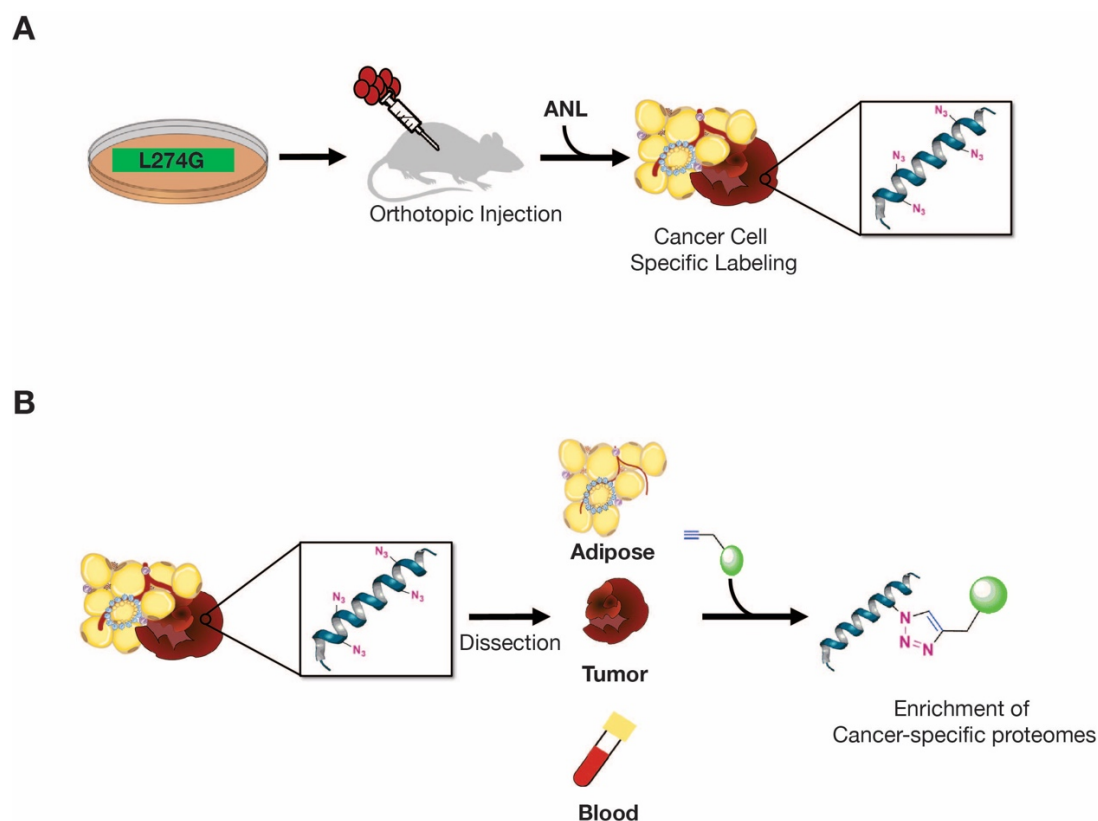 A
L274G
Orthotopic Injection
ANL
Cancer Cell
Specific Labeling
N3
N3
N3
N3
B
N3
N3
N3
N3
Dissection
Adipose
Tumor
Blood
N
N
N
Enrichment of
Cancer-specific proteomes